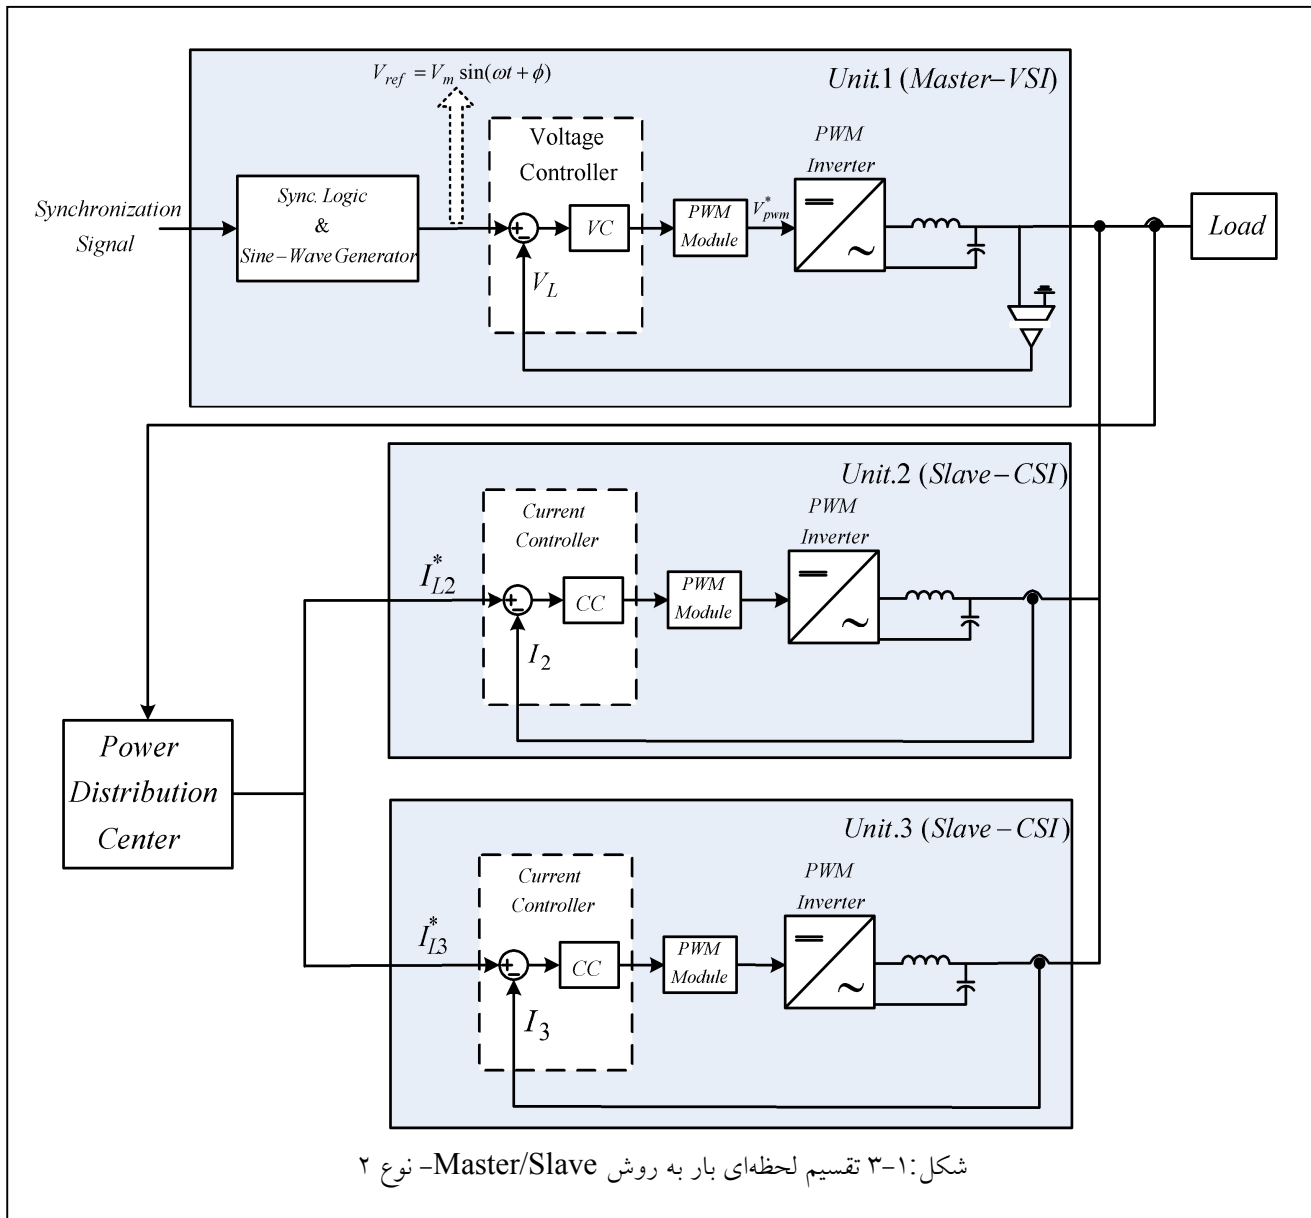 V_ref = V_m sin(ωt + ϕ)
Unit.1 (Master–VSI)
Voltage
Controller
PWM
Inverter
Synchronization
Signal
Sync. Logic
&
Sine–Wave Generator
+
–
VC
PWM
Module
V*_pwm
~
Load
V_L
Unit.2 (Slave–CSI)
Current
Controller
PWM
Inverter
I*_L2
+
–
CC
PWM
Module
~
I_2
Power
Distribution
Center
Unit.3 (Slave–CSI)
Current
Controller
PWM
Inverter
I*_L3
+
–
CC
PWM
Module
~
I_3
شکل:۱-۳ تقسیم لحظه‌ای بار به روش Master/Slave- نوع ۲